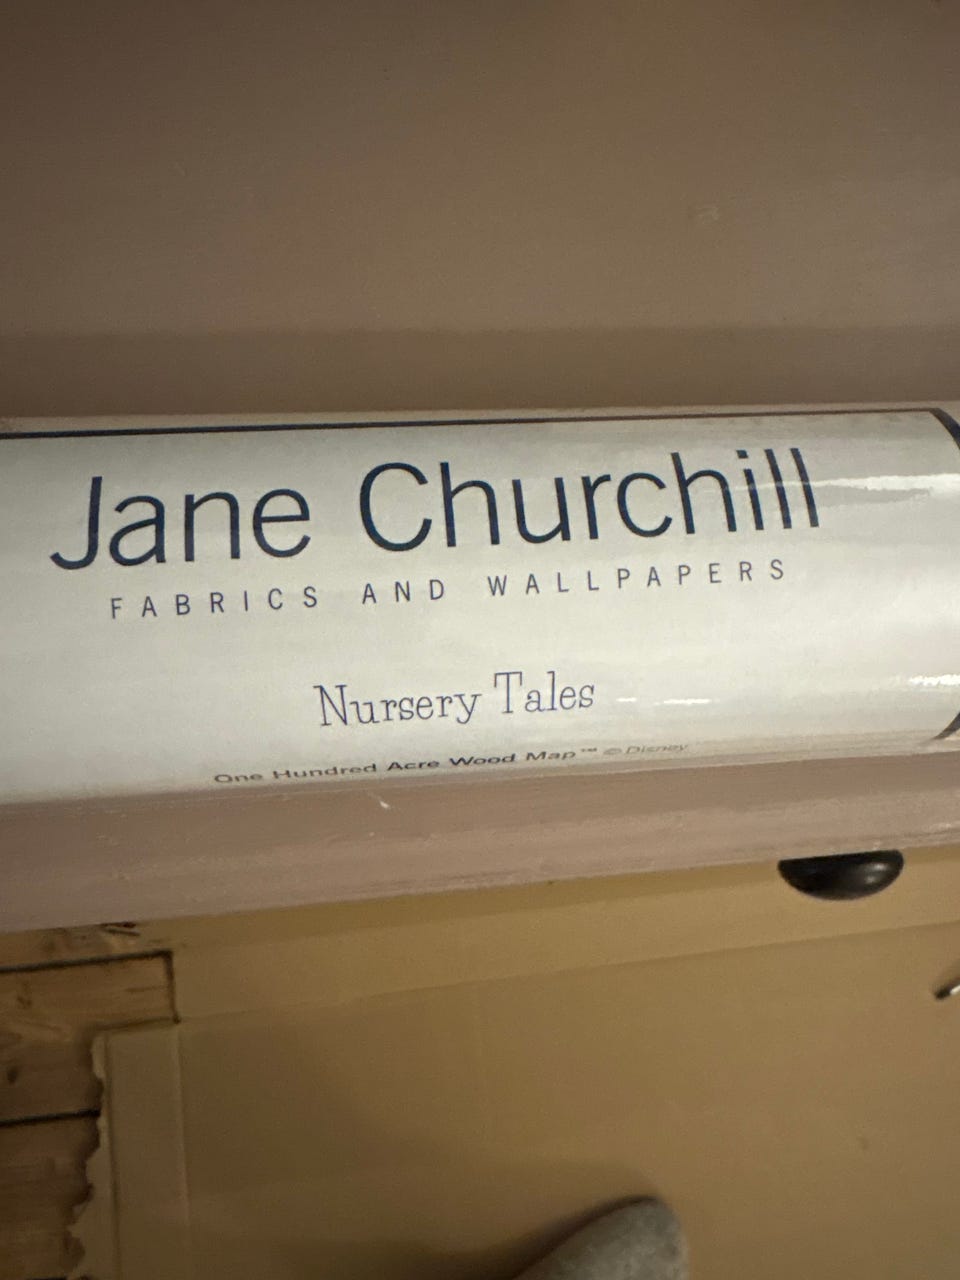 Jane Churchill
FABRICS AND WALLPAPERS
Nursery Tales
One Hundred Acre Wood Map™ © Disney